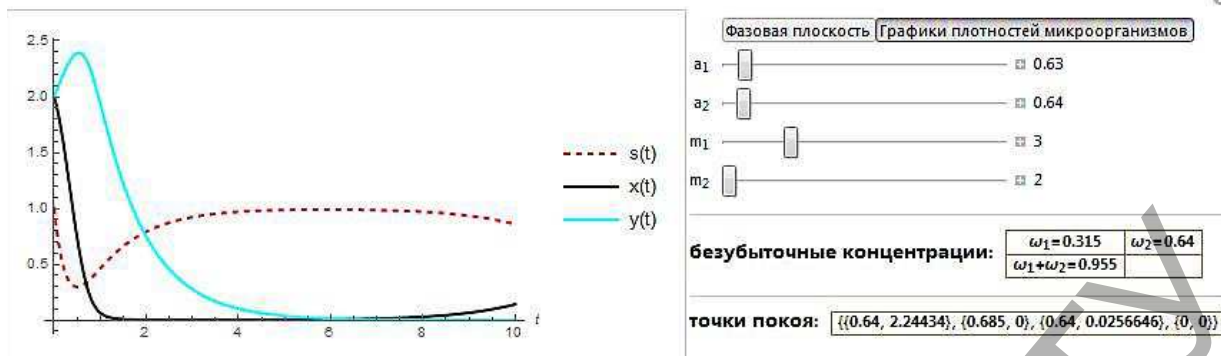 2.5
2.0
1.5
1.0
0.5
2
4
6
8
10
t
s(t)
x(t)
y(t)
Фазовая плоскость Графики плотностей микроорганизмов
a1 0.63
a2 0.64
m1 3
m2 2
безубыточные концентрации: ω1=0.315 ω2=0.64
ω1+ω2=0.955
точки покоя: {{0.64, 2.24434}, {0.685, 0}, {0.64, 0.0256646}, {0, 0}}